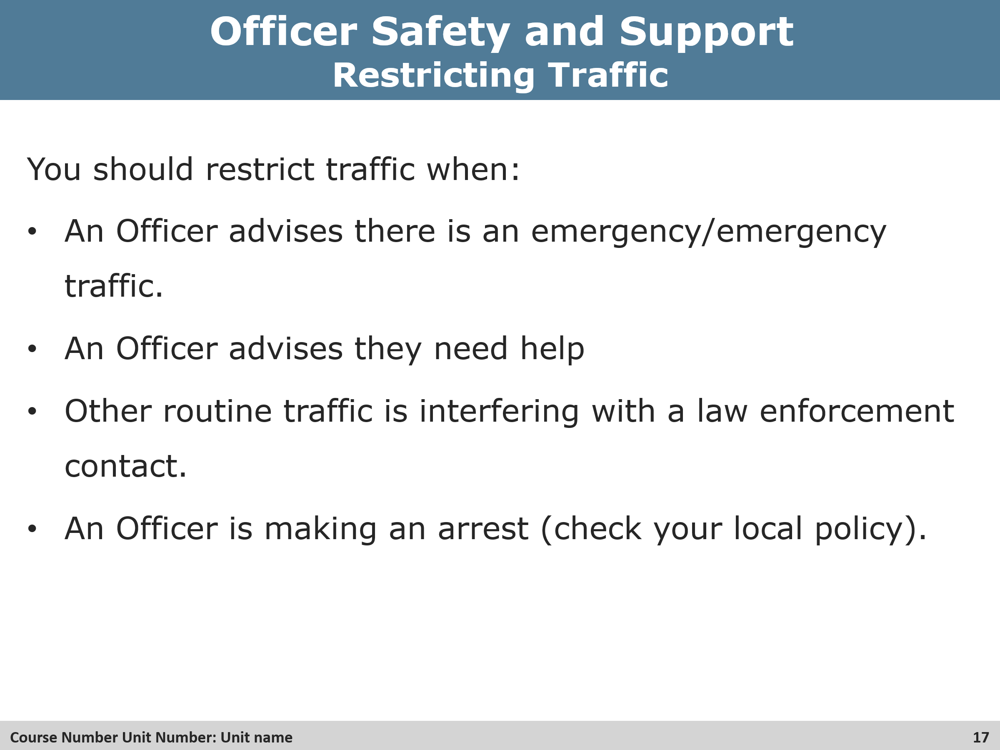 Officer Safety and Support
Restricting Traffic
You should restrict traffic when:
• An Officer advises there is an emergency/emergency
traffic.
• An Officer advises they need help
• Other routine traffic is interfering with a law enforcement
contact.
• An Officer is making an arrest (check your local policy).
Course Number Unit Number: Unit name
17